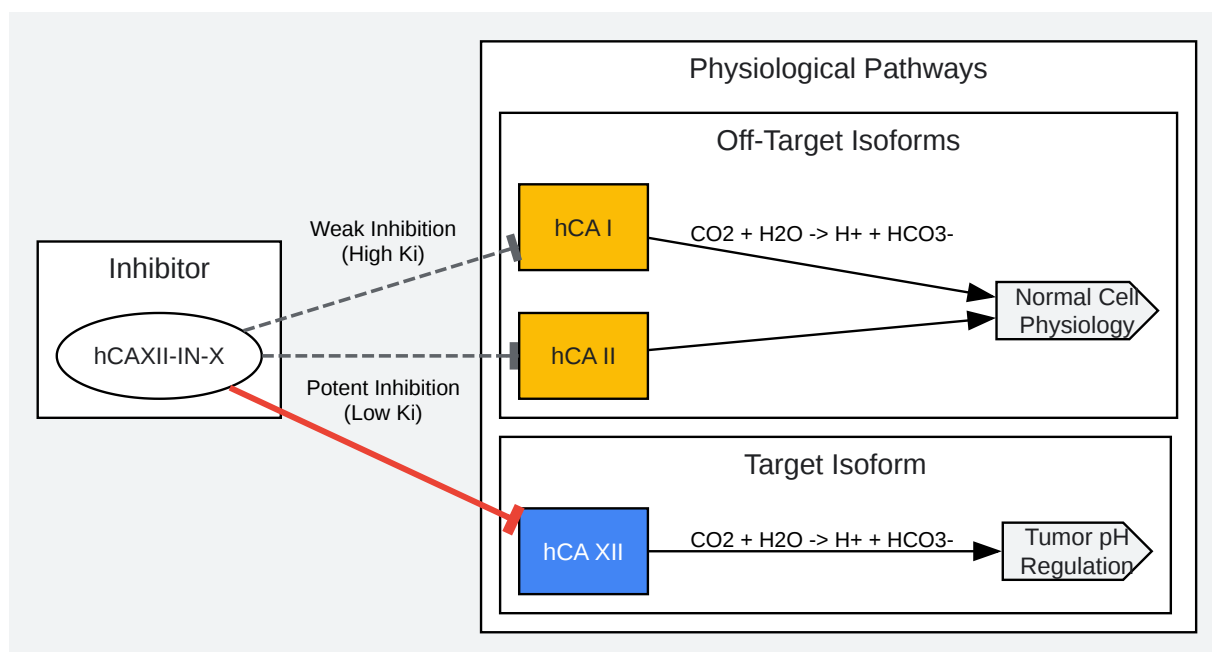 Physiological Pathways
Off-Target Isoforms
Weak Inhibition
(High Ki)
hCA I
CO2 + H2O -> H+ + HCO3-
Inhibitor
Normal Cell
Physiology
hCAXII-IN-X
hCA II
Potent Inhibition
(Low Ki)
Target Isoform
hCA XII
CO2 + H2O -> H+ + HCO3-
Tumor pH
Regulation